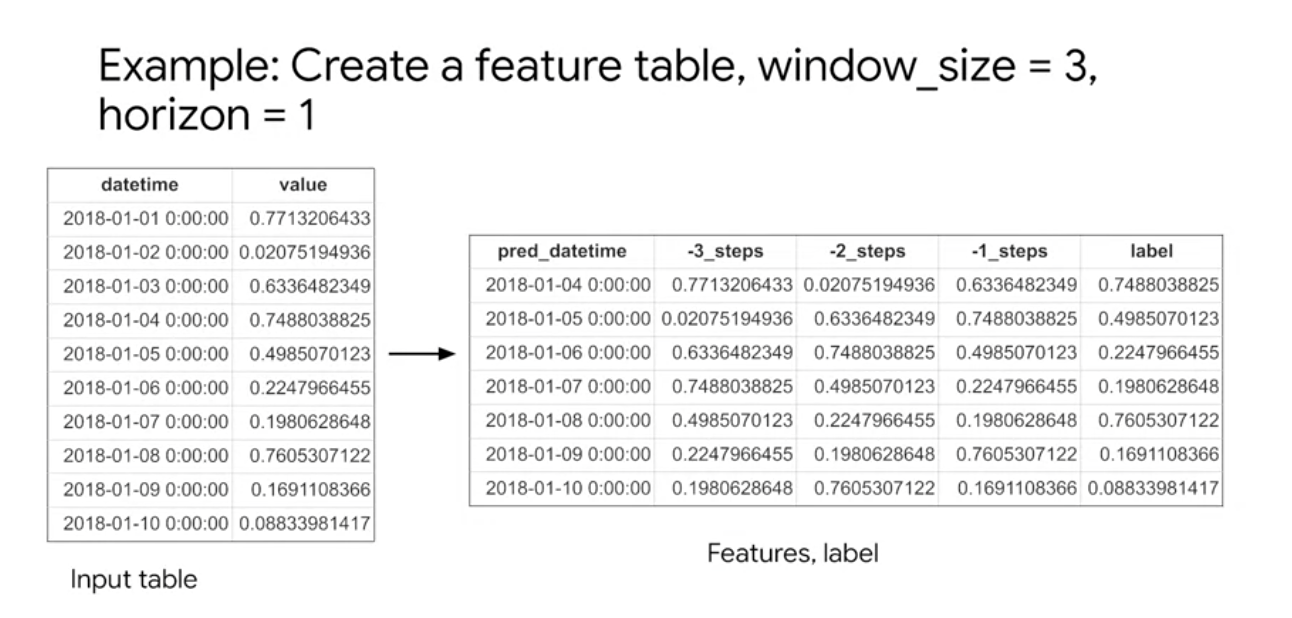 Example: Create a feature table, window_size = 3,
horizon = 1
datetime value
2018-01-01 0:00:00 0.7713206433
2018-01-02 0:00:00 0.02075194936
2018-01-03 0:00:00 0.6336482349
2018-01-04 0:00:00 0.7488038825
2018-01-05 0:00:00 0.4985070123
2018-01-06 0:00:00 0.2247966455
2018-01-07 0:00:00 0.1980628648
2018-01-08 0:00:00 0.7605307122
2018-01-09 0:00:00 0.1691108366
2018-01-10 0:00:00 0.08833981417
Input table
pred_datetime -3_steps -2_steps -1_steps label
2018-01-04 0:00:00 0.7713206433 0.02075194936 0.6336482349 0.7488038825
2018-01-05 0:00:00 0.02075194936 0.6336482349 0.7488038825 0.4985070123
2018-01-06 0:00:00 0.6336482349 0.7488038825 0.4985070123 0.2247966455
2018-01-07 0:00:00 0.7488038825 0.4985070123 0.2247966455 0.1980628648
2018-01-08 0:00:00 0.4985070123 0.2247966455 0.1980628648 0.7605307122
2018-01-09 0:00:00 0.2247966455 0.1980628648 0.7605307122 0.1691108366
2018-01-10 0:00:00 0.1980628648 0.7605307122 0.1691108366 0.08833981417
Features, label